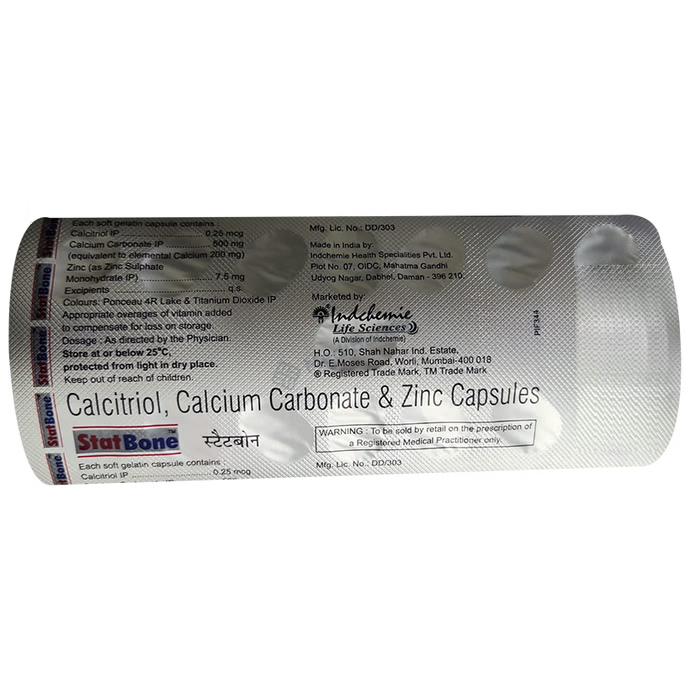 Each soft gelatin capsule contains :
Calcitriol IP ........ 0.25 mcg
Calcium Carbonate IP ........ 500 mg
(equivalent to elemental Calcium 200 mg)
Zinc (as Zinc Sulphate
Monohydrate IP) ........ 7.5 mg
Excipients ........ q.s.
Colours: Ponceau 4R Lake & Titanium Dioxide IP
Appropriate overages of vitamin added
to compensate for loss on storage.
Dosage : As directed by the Physician.
Store at or below 25°C,
protected from light in dry place.
Keep out of reach of children.
Mfg. Lic. No.: DD/303
Made in India by:
Indchemie Health Specialities Pvt. Ltd.
Plot No. 07, OIDC, Mahatma Gandhi
Udyog Nagar, Dabhel, Daman - 396 210.
Marketed by:
Indchemie
Life Sciences
(A Division of Indchemie)
H.O : 510, Shah Nahar Ind. Estate,
Dr. E.Moses Road, Worli, Mumbai-400 018
® Registered Trade Mark, TM Trade Mark
PIF344
Calcitriol, Calcium Carbonate & Zinc Capsules
StatBone™ स्टैटबोन
WARNING : To be sold by retail on the prescription of
a Registered Medical Practitioner only.
Each soft gelatin capsule contains :
Calcitriol IP ........ 0.25 mcg
Mfg. Lic. No.: DD/303
StatBone
StatBone
StatBone
StatBone
StatBone